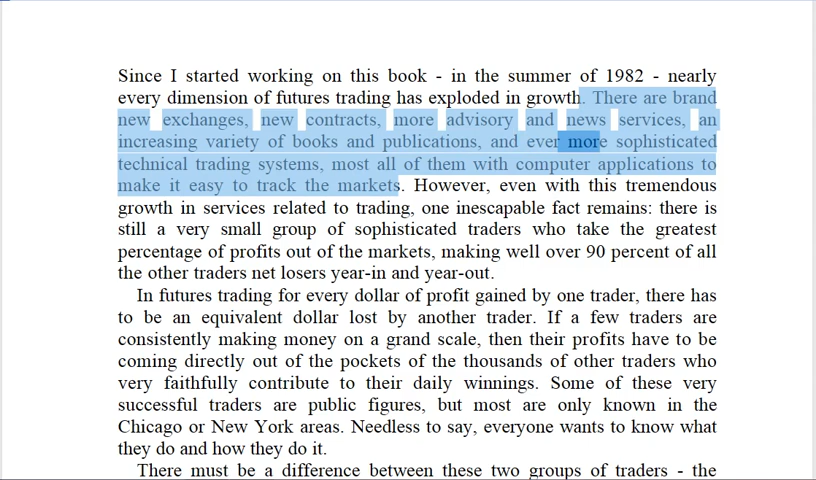 Since I started working on this book - in the summer of 1982 - nearly
every dimension of futures trading has exploded in growth. There are brand
new exchanges, new contracts, more advisory and news services, an
increasing variety of books and publications, and ever more sophisticated
technical trading systems, most all of them with computer applications to
make it easy to track the markets. However, even with this tremendous
growth in services related to trading, one inescapable fact remains: there is
still a very small group of sophisticated traders who take the greatest
percentage of profits out of the markets, making well over 90 percent of all
the other traders net losers year-in and year-out.
In futures trading for every dollar of profit gained by one trader, there has
to be an equivalent dollar lost by another trader. If a few traders are
consistently making money on a grand scale, then their profits have to be
coming directly out of the pockets of the thousands of other traders who
very faithfully contribute to their daily winnings. Some of these very
successful traders are public figures, but most are only known in the
Chicago or New York areas. Needless to say, everyone wants to know what
they do and how they do it.
There must be a difference between these two groups of traders - the